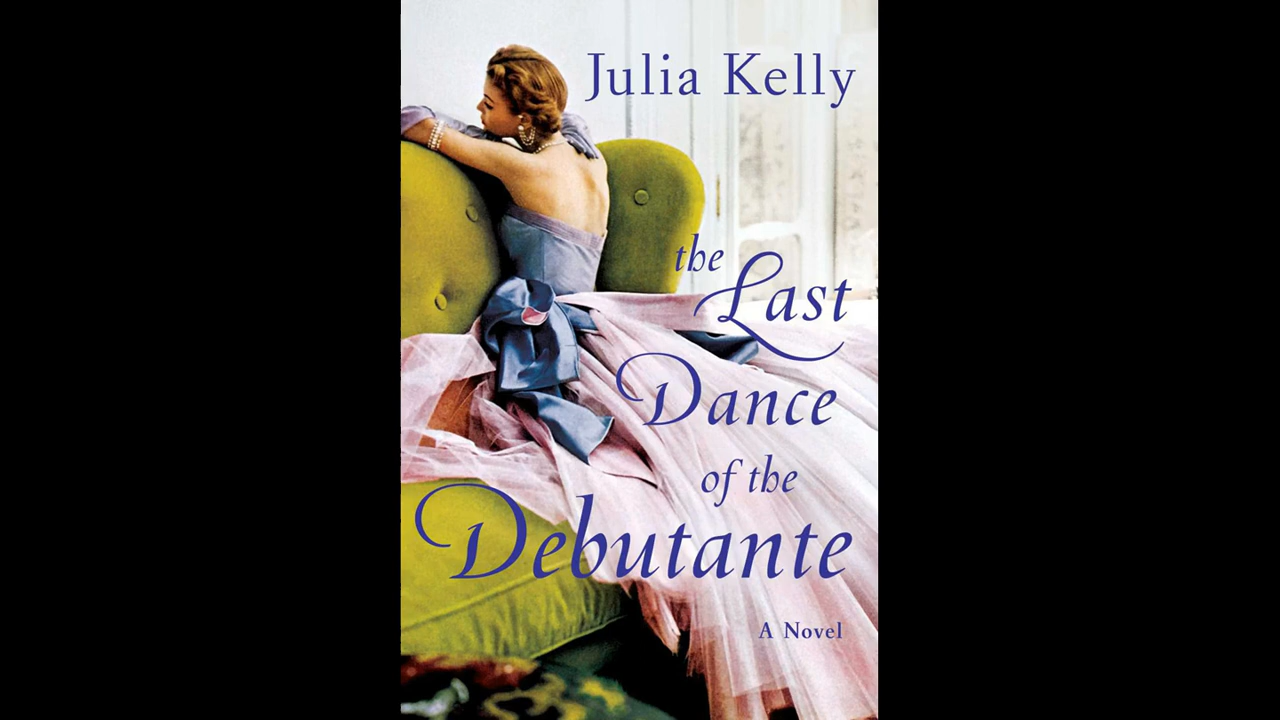 Julia Kelly
the
Last
Dance
of the
Debutante
A Novel